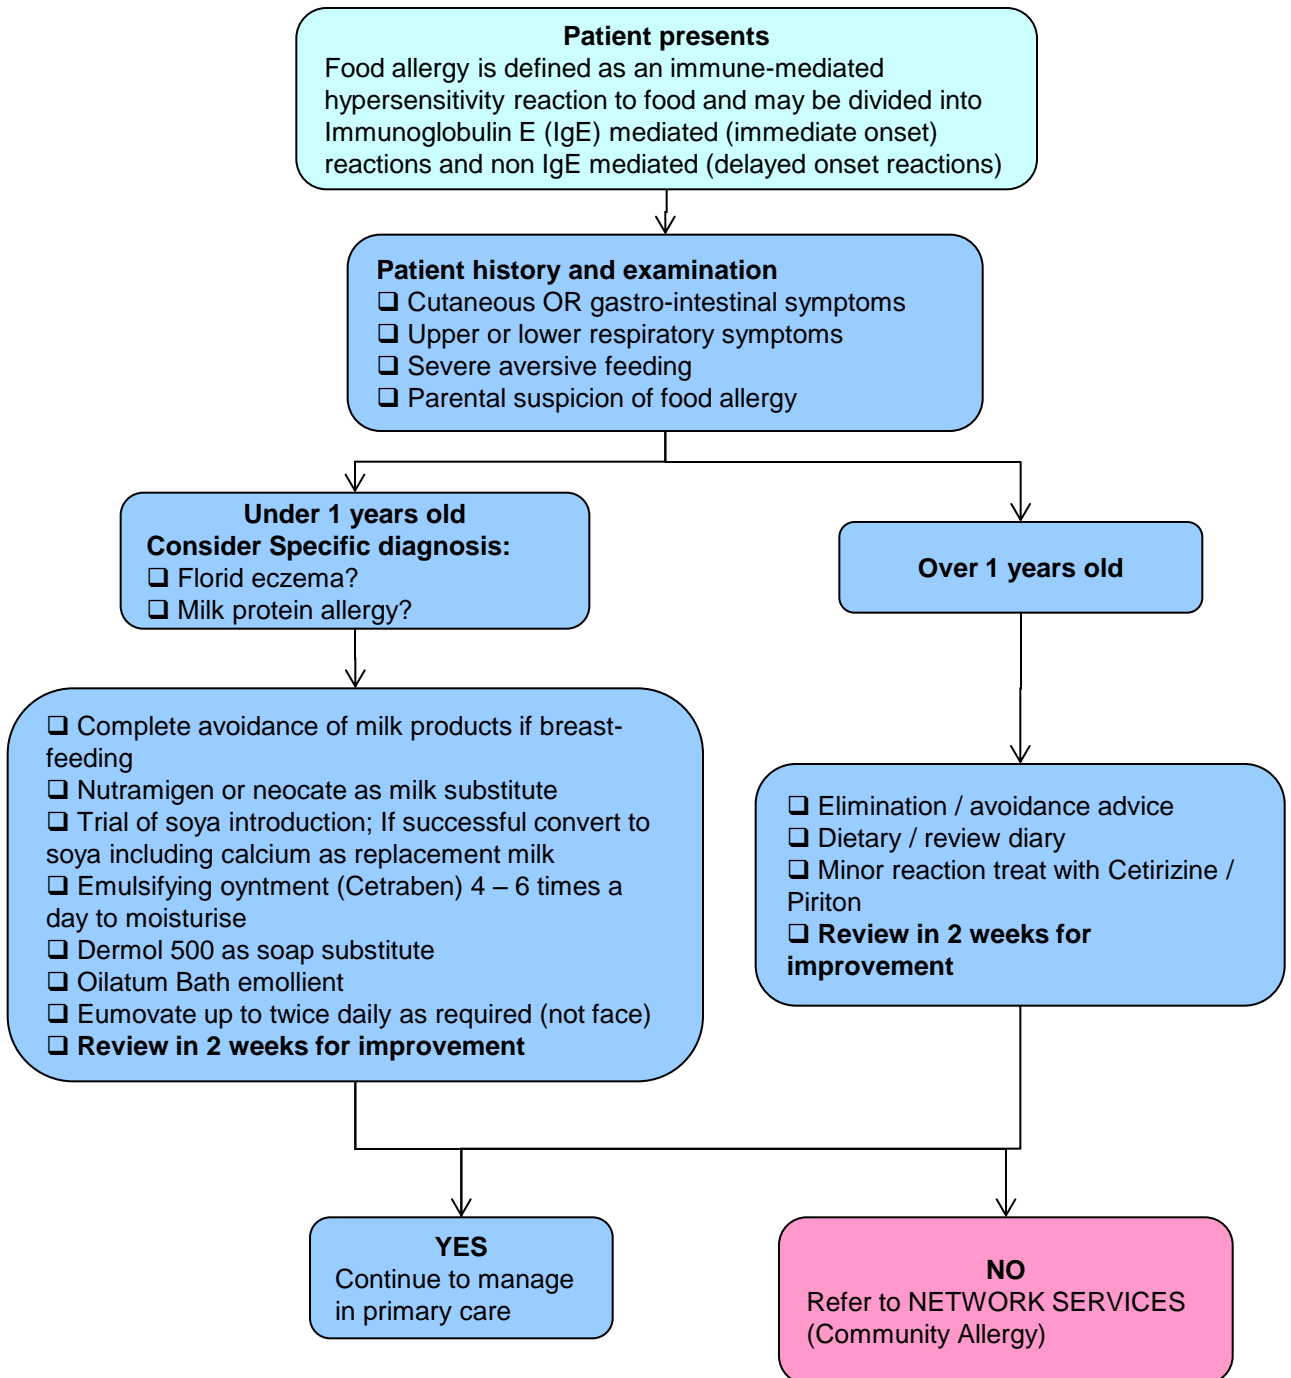 Patient presents
Food allergy is defined as an immune-mediated
hypersensitivity reaction to food and may be divided into
Immunoglobulin E (IgE) mediated (immediate onset)
reactions and non IgE mediated (delayed onset reactions)
Patient history and examination
❑ Cutaneous OR gastro-intestinal symptoms
❑ Upper or lower respiratory symptoms
❑ Severe aversive feeding
❑ Parental suspicion of food allergy
Under 1 years old
Consider Specific diagnosis:
❑ Florid eczema?
❑ Milk protein allergy?
Over 1 years old
❑ Complete avoidance of milk products if breast-
feeding
❑ Nutramigen or neocate as milk substitute
❑ Trial of soya introduction; If successful convert to
soya including calcium as replacement milk
❑ Emulsifying oyntment (Cetraben) 4 – 6 times a
day to moisturise
❑ Dermol 500 as soap substitute
❑ Oilatum Bath emollient
❑ Eumovate up to twice daily as required (not face)
❑ Review in 2 weeks for improvement
❑ Elimination / avoidance advice
❑ Dietary / review diary
❑ Minor reaction treat with Cetirizine /
Piriton
❑ Review in 2 weeks for
improvement
YES
Continue to manage
in primary care
NO
Refer to NETWORK SERVICES
(Community Allergy)